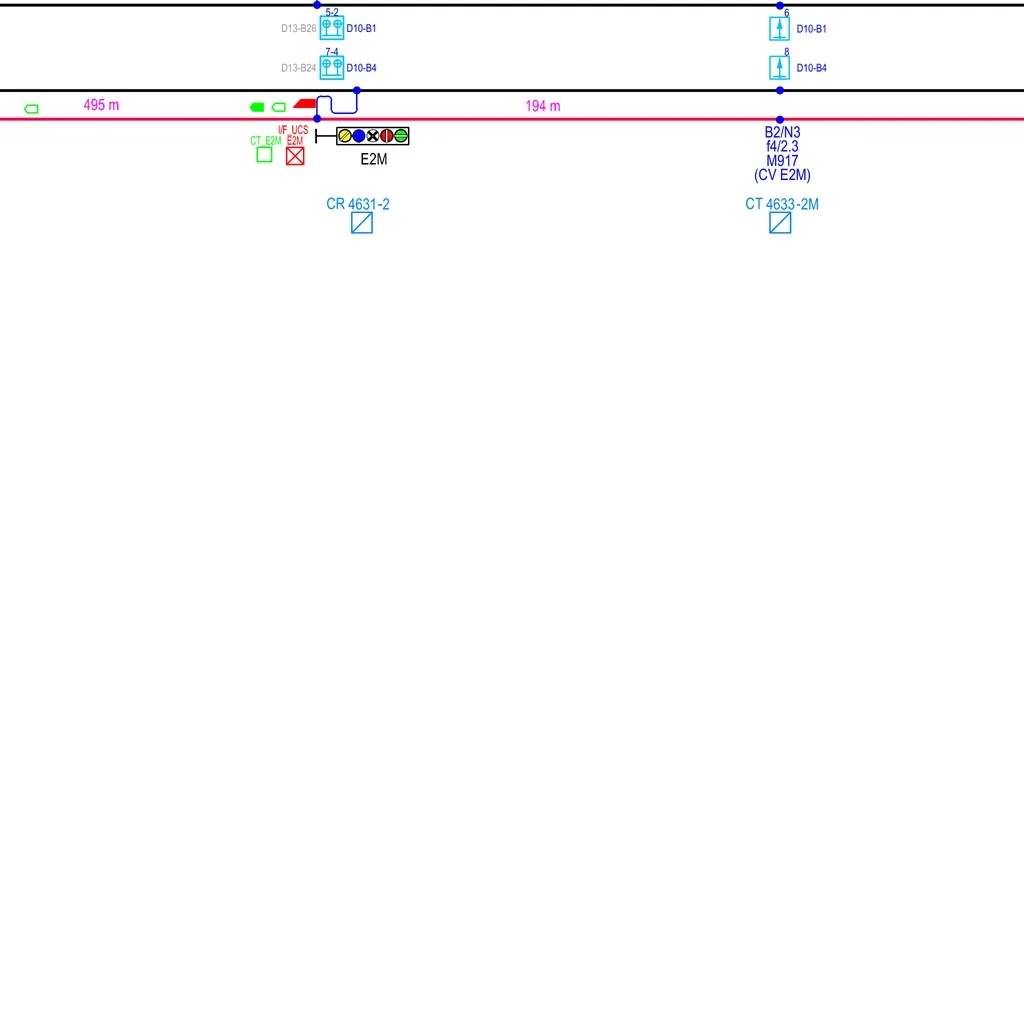 5-2
D13-B26 D10-B1
6
D10-B1
7-4
D13-B24 D10-B4
8
D10-B4
495 m
194 m
I/F UCS
CT E2M E2M
E2M
B2/N3
f4/2.3
M917
(CV E2M)
CR 4631-2
CT 4633-2M